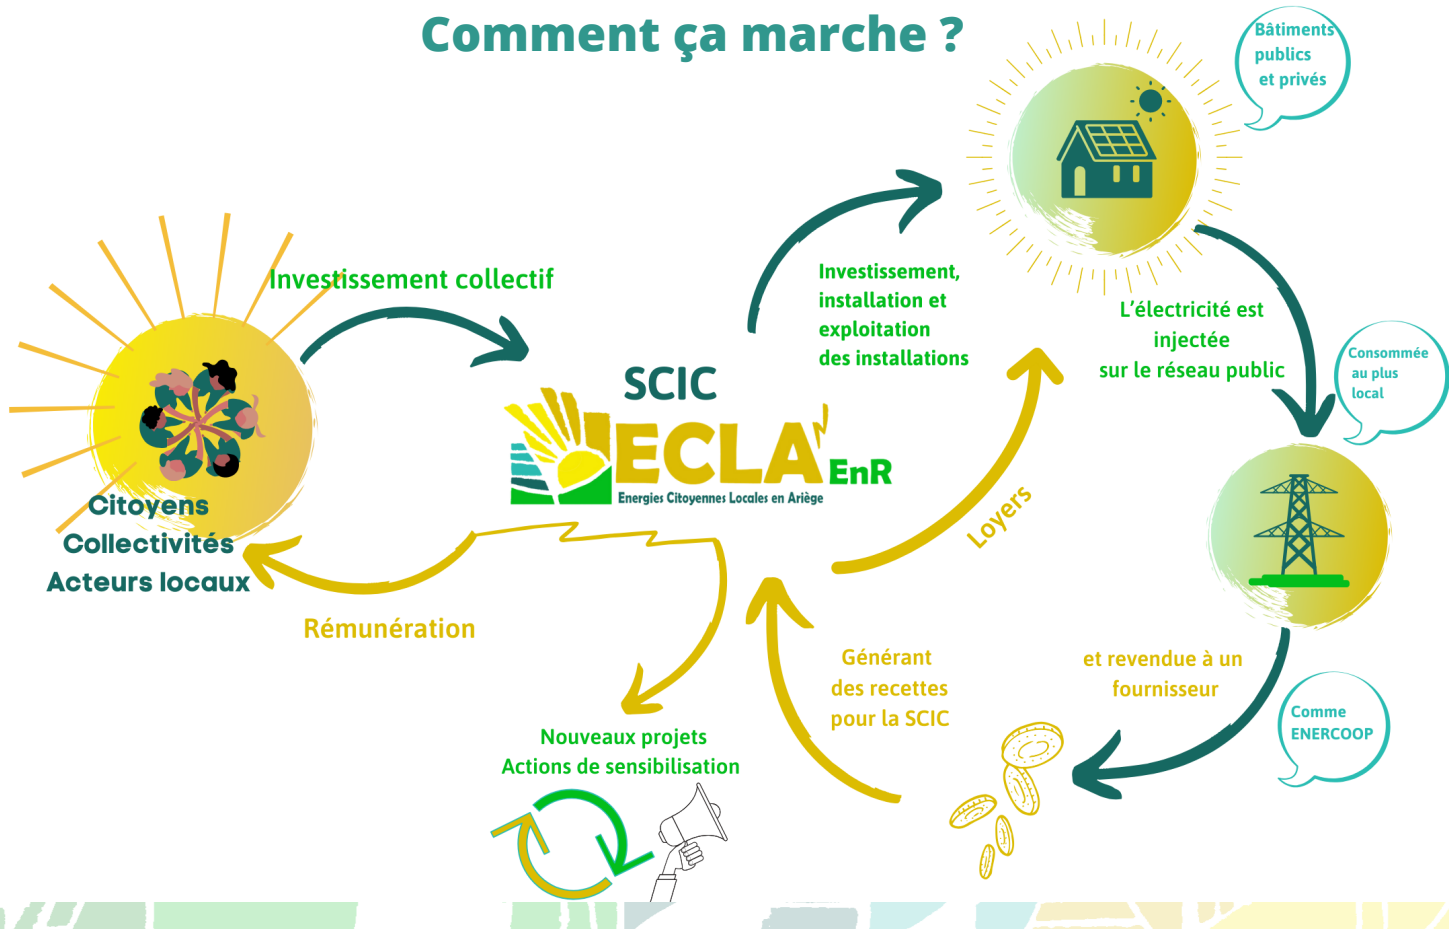 Comment ça marche ?
Bâtiments
publics
et privés
Investissement collectif
Investissement,
installation et
exploitation
des installations
L'électricité est
injectée
sur le réseau public
Consommée
au plus
local
SCIC
ECLA'
EnR
Energies Citoyennes Locales en Ariège
Citoyens
Collectivités
Acteurs locaux
Loyers
Rémunération
Générant
des recettes
pour la SCIC
et revendue à un
fournisseur
Comme
ENERCOOP
Nouveaux projets
Actions de sensibilisation